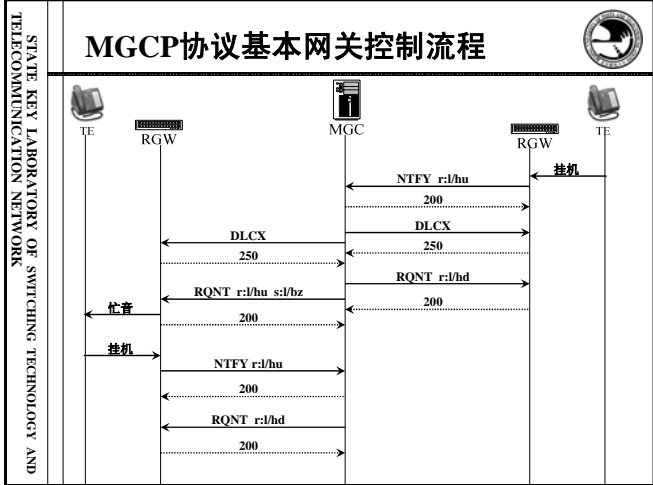 MGCP协议基本网关控制流程
STATE KEY LABORATORY OF SWITCHING TECHNOLOGY AND
TELECOMMUNICATION NETWORK
TE
RGW
MGC
RGW
TE
挂机
NTFY r:l/hu
200
DLCX
DLCX
250
250
RQNT r:l/hd
RQNT r:l/hu s:l/bz
200
忙音
200
挂机
NTFY r:l/hu
200
RQNT r:l/hd
200